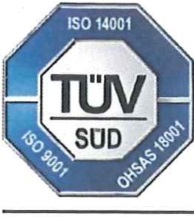 ISO 14001
TÜV
SÜD
ISO 9001
OHSAS 18001